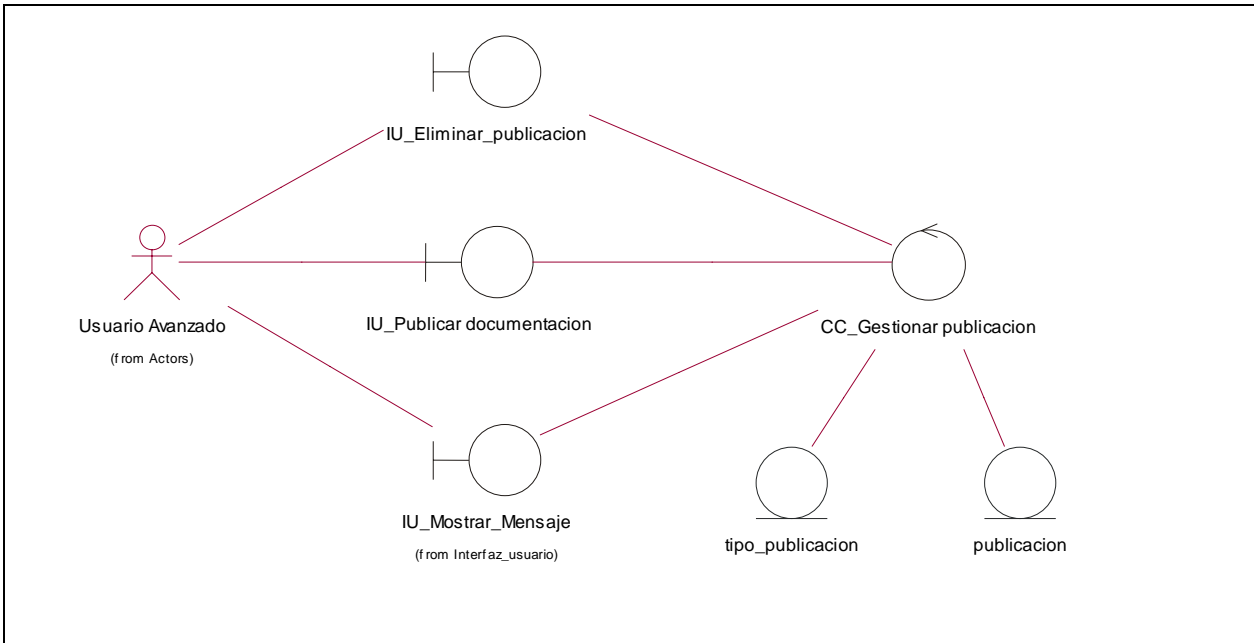 IU_Eliminar_publicacion
Usuario Avanzado
(from Actors)
IU_Publicar documentacion
CC_Gestionar publicacion
IU_Mostrar_Mensaje
(from Interfaz_usuario)
tipo_publicacion
publicacion